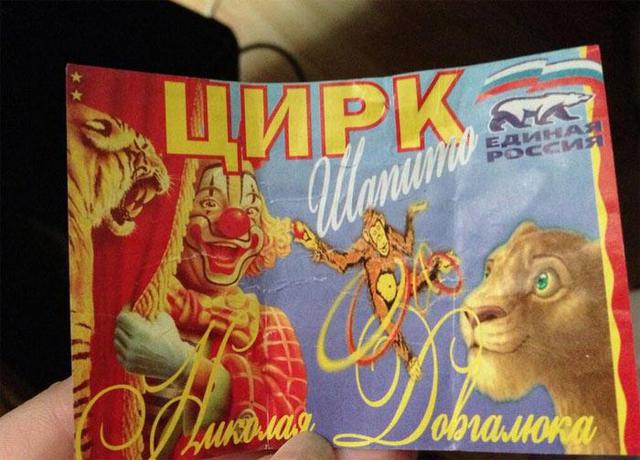 ЦИРК
Шапито
ЕДИНАЯ
РОССИЯ
Николая Довгалюка